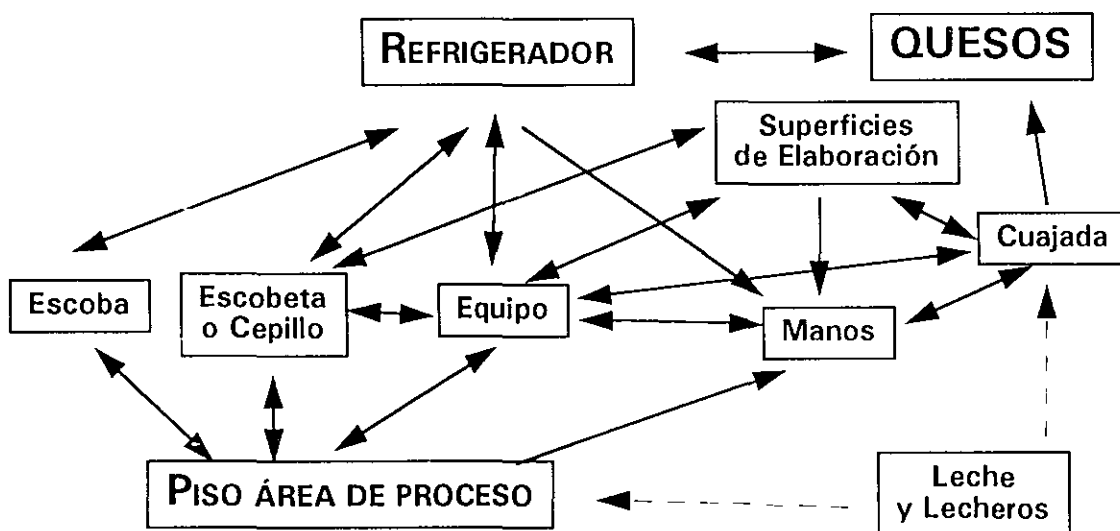 REFRIGERADOR
QUESOS
Superficies
de Elaboración
Cuajada
Escoba
Escobeta
o Cepillo
Equipo
Manos
PISO ÁREA DE PROCESO
Leche
y Lecheros